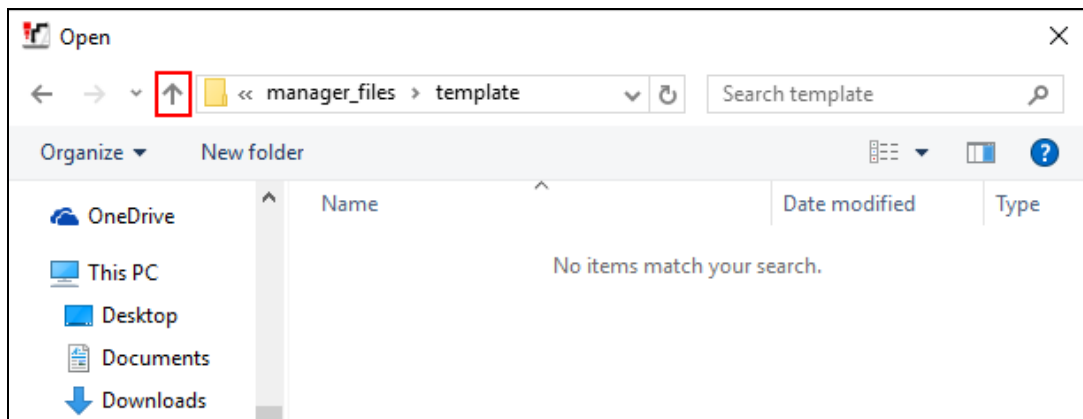 Open
« manager_files > template
Search template
Organize
New folder
?
OneDrive
Name
Date modified
Type
This PC
No items match your search.
Desktop
Documents
Downloads